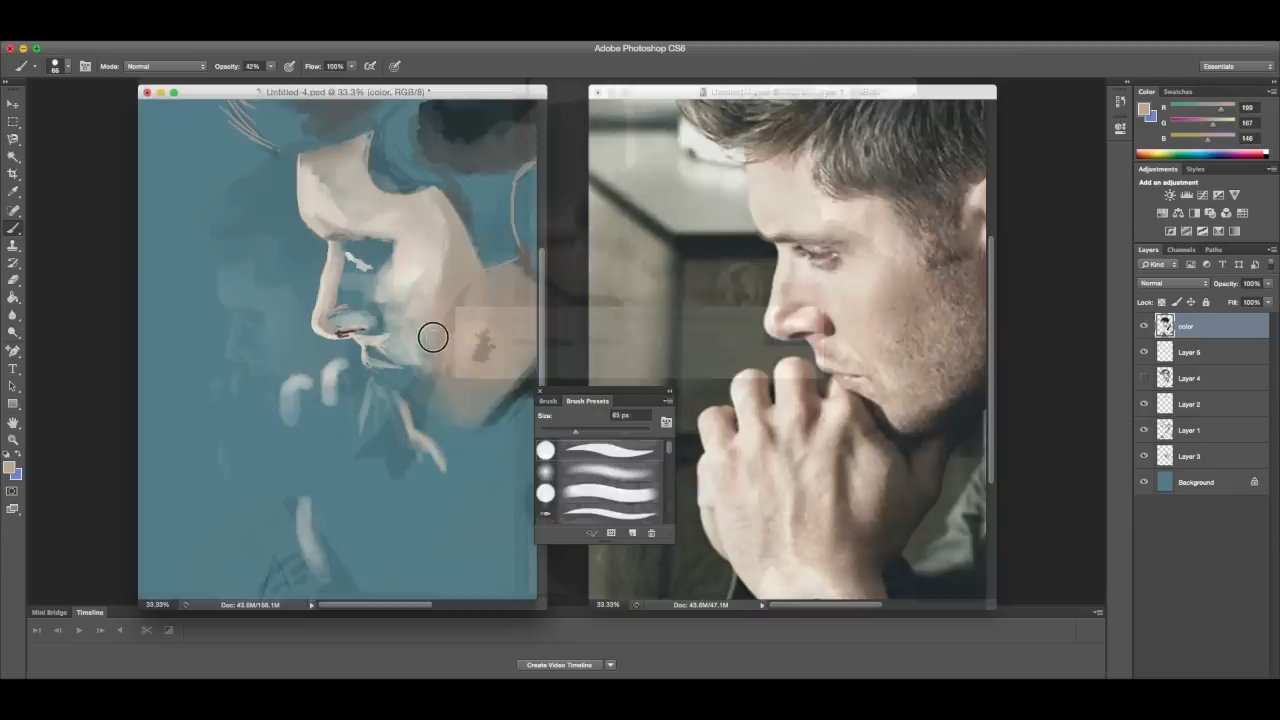 Adobe Photoshop CS6
65 Mode: Normal Opacity: 42% Flow: 100% Essentials
Untitled-4.psd @ 33.3% (color, RGB/8) *
Color Swatches
R 199
G 167
B 146
Adjustments Styles
Add an adjustment
Layers Channels Paths
Kind
Normal Opacity: 100%
Lock: Fill: 100%
color
Layer 5
Layer 4
Layer 2
Layer 1
Layer 3
Background
Brush Brush Presets
Size: 65 px
33.33% Doc: 43.6M/156.1M
33.33% Doc: 43.6M/47.1M
Mini Bridge Timeline
Create Video Timeline